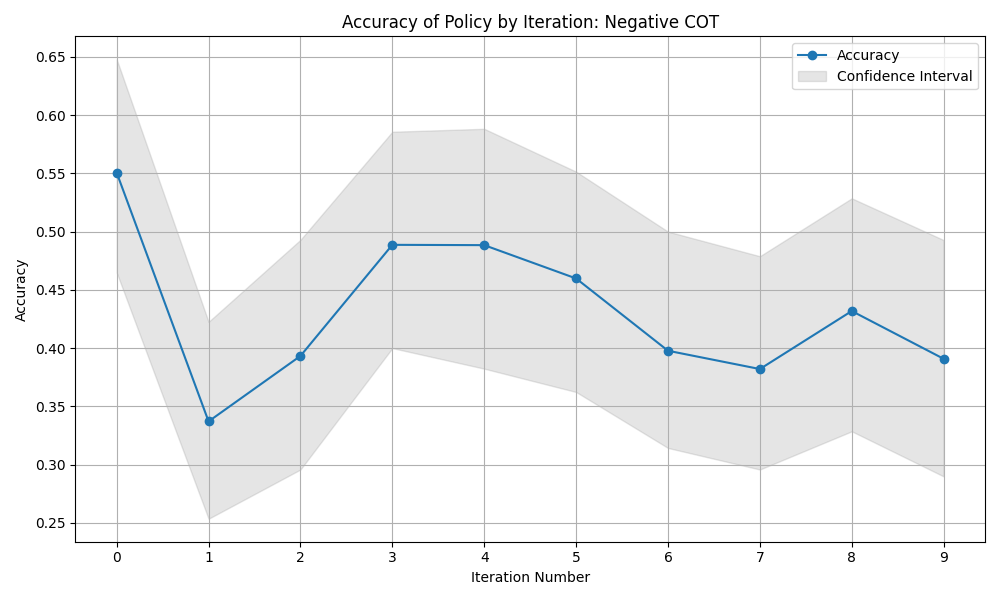 Accuracy of Policy by Iteration: Negative COT
Accuracy
Confidence Interval
0.65
0.60
0.55
0.50
0.45
0.40
0.35
0.30
0.25
Accuracy
0 1 2 3 4 5 6 7 8 9
Iteration Number